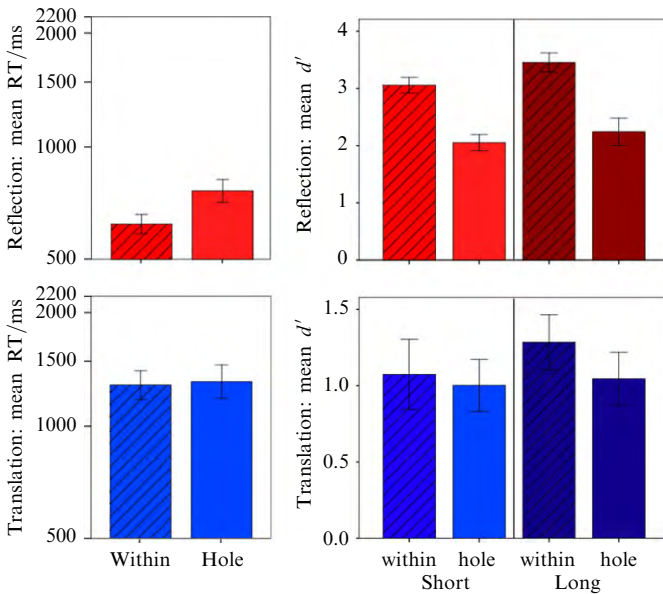 Reflection: mean RT/ms
2200
2000
1500
1000
500
Reflection: mean d′
4
3
2
1
0
Translation: mean RT/ms
2200
2000
1500
1000
500
Within Hole
Translation: mean d′
1.5
1.0
0.5
0.0
within hole within hole
Short Long